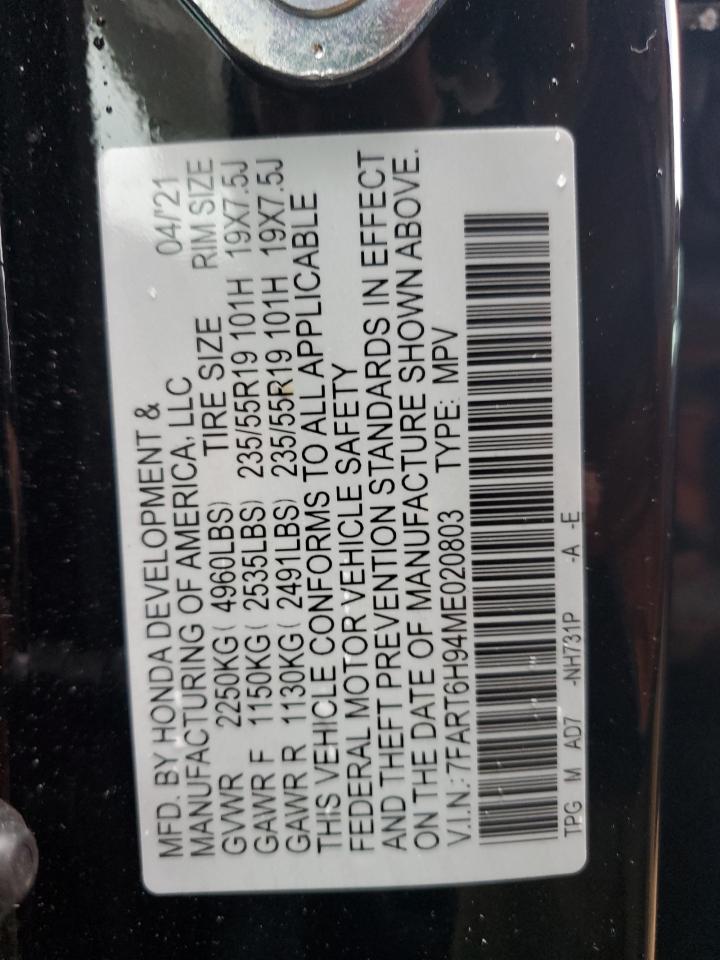 MFD. BY HONDA DEVELOPMENT & 04/'21
MANUFACTURING OF AMERICA, LLC
TIRE SIZE RIM SIZE
GVWR 2250KG( 4960LBS)
GAWR F 1150KG( 2535LBS) 235/55R19 101H 19X7.5J
GAWR R 1130KG( 2491LBS) 235/55R19 101H 19X7.5J
THIS VEHICLE CONFORMS TO ALL APPLICABLE
FEDERAL MOTOR VEHICLE SAFETY
AND THEFT PREVENTION STANDARDS IN EFFECT
ON THE DATE OF MANUFACTURE SHOWN ABOVE.
V.I.N.: 7FART6H94ME020803 TYPE: MPV
TPG M AD7 -NH731P -A -E